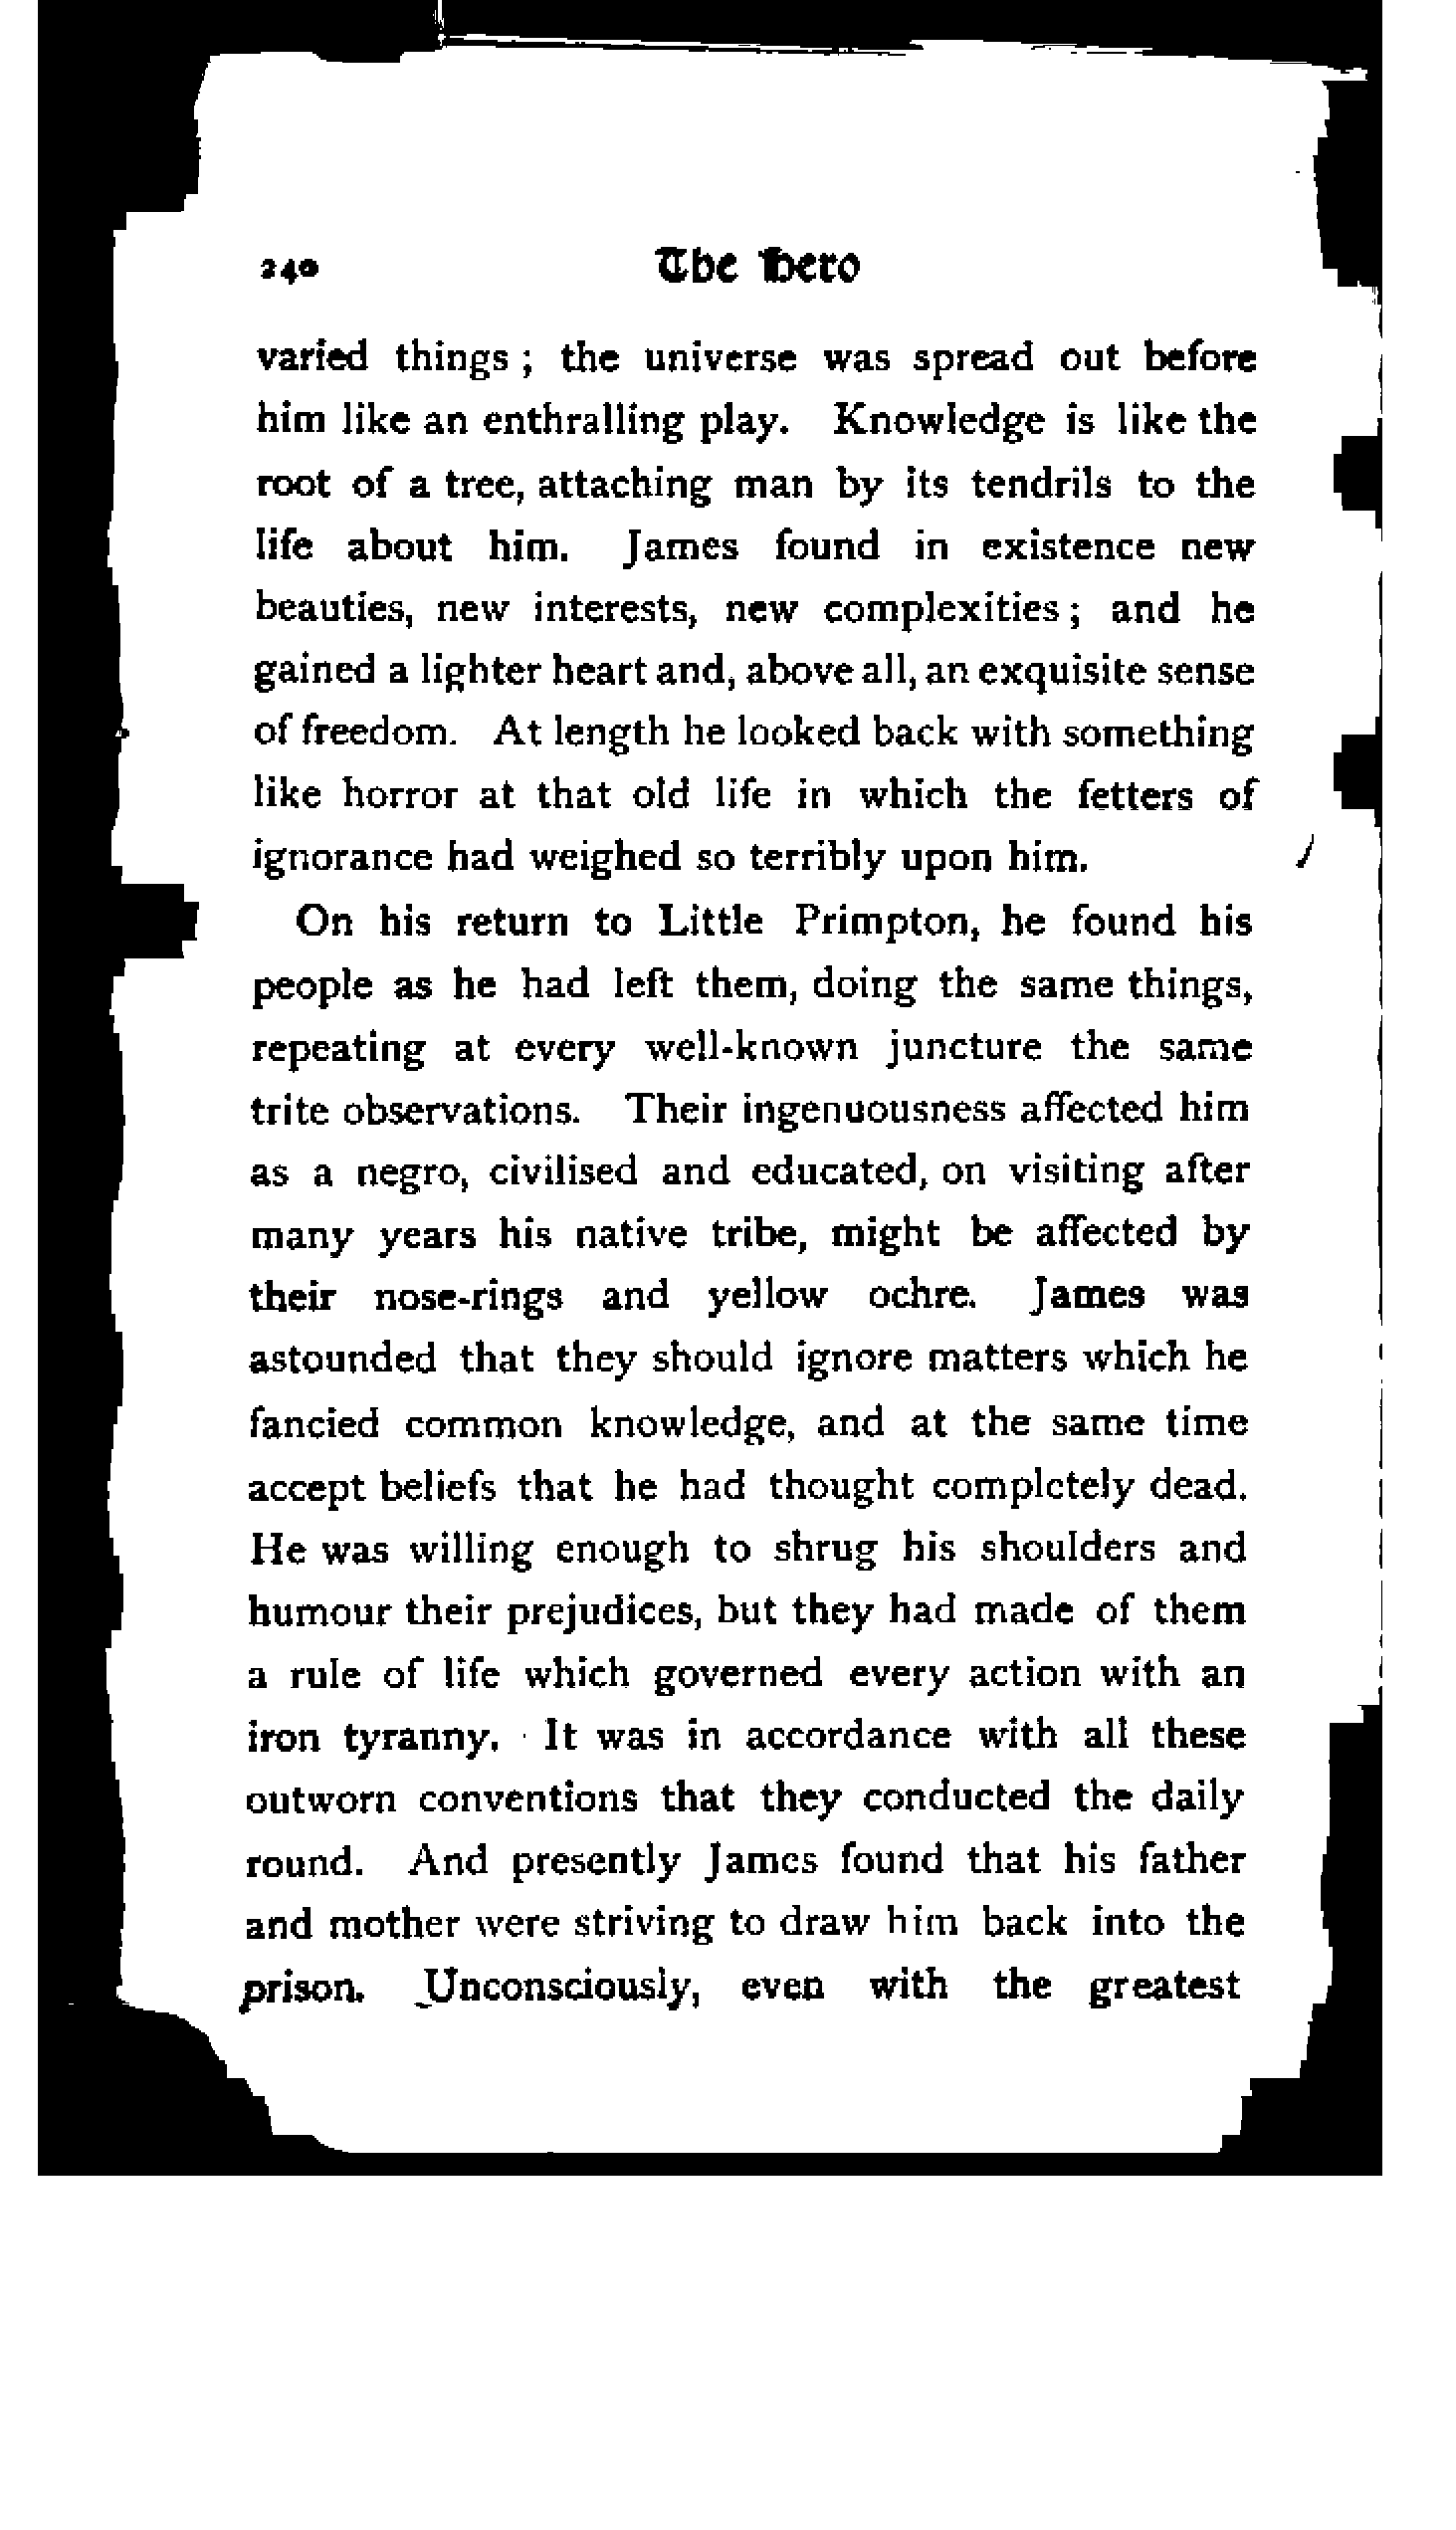 240 The Hero
varied things ; the universe was spread out before
him like an enthralling play. Knowledge is like the
root of a tree, attaching man by its tendrils to the
life about him. James found in existence new
beauties, new interests, new complexities ; and he
gained a lighter heart and, above all, an exquisite sense
of freedom. At length he looked back with something
like horror at that old life in which the fetters of
ignorance had weighed so terribly upon him.
On his return to Little Primpton, he found his
people as he had left them, doing the same things,
repeating at every well-known juncture the same
trite observations. Their ingenuousness affected him
as a negro, civilised and educated, on visiting after
many years his native tribe, might be affected by
their nose-rings and yellow ochre. James was
astounded that they should ignore matters which he
fancied common knowledge, and at the same time
accept beliefs that he had thought completely dead.
He was willing enough to shrug his shoulders and
humour their prejudices, but they had made of them
a rule of life which governed every action with an
iron tyranny. It was in accordance with all these
outworn conventions that they conducted the daily
round. And presently James found that his father
and mother were striving to draw him back into the
prison. Unconsciously, even with the greatest